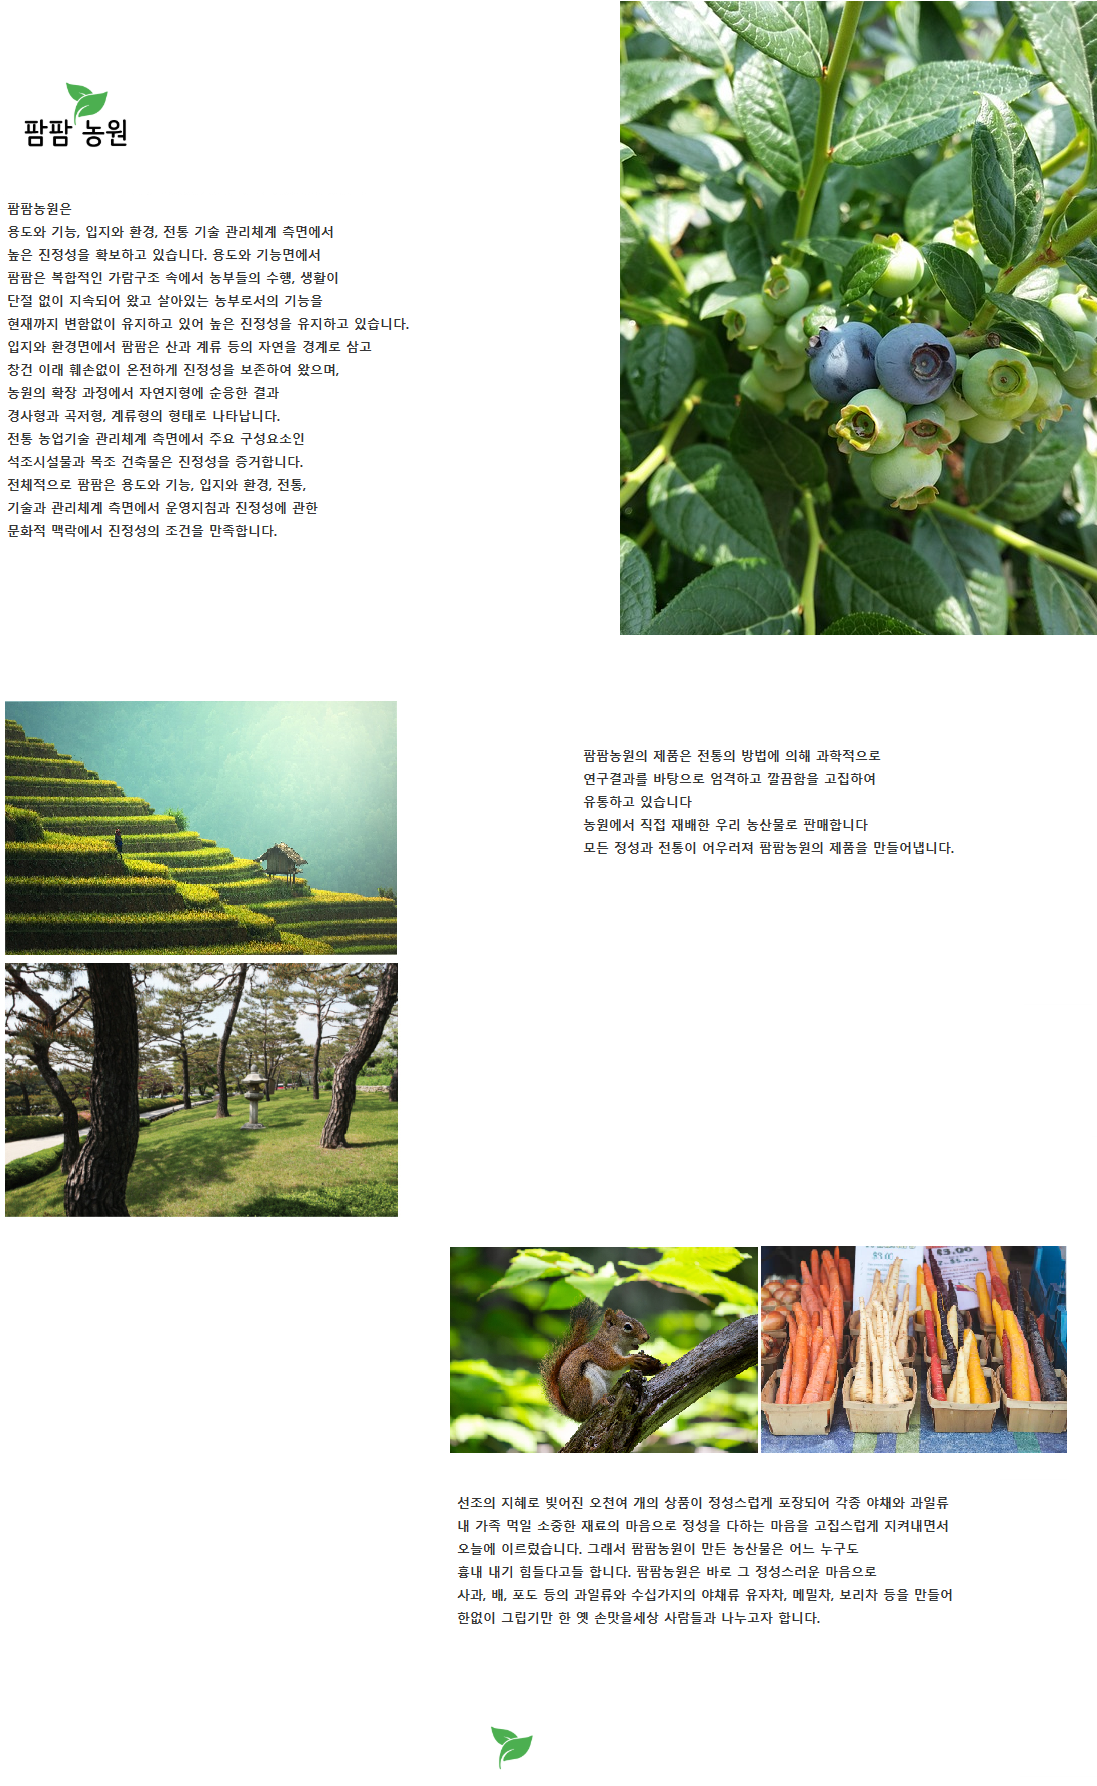 팜팜 농원
팜팜농원은
용도와 기능, 입지와 환경, 전통 기술 관리체계 측면에서
높은 진정성을 확보하고 있습니다. 용도와 기능면에서
팜팜은 복합적인 가람구조 속에서 농부들의 수행, 생활이
단절 없이 지속되어 왔고 살아있는 농부로서의 기능을
현재까지 변함없이 유지하고 있어 높은 진정성을 유지하고 있습니다.
입지와 환경면에서 팜팜은 산과 계류 등의 자연을 경계로 삼고
창건 이래 훼손없이 온전하게 진정성을 보존하여 왔으며,
농원의 확장 과정에서 자연지형에 순응한 결과
경사형과 곡저형, 계류형의 형태로 나타납니다.
전통 농업기술 관리체계 측면에서 주요 구성요소인
석조시설물과 목조 건축물은 진정성을 증거합니다.
전체적으로 팜팜은 용도와 기능, 입지와 환경, 전통,
기술과 관리체계 측면에서 운영지침과 진정성에 관한
문화적 맥락에서 진정성의 조건을 만족합니다.
팜팜농원의 제품은 전통의 방법에 의해 과학적으로
연구결과를 바탕으로 엄격하고 깔끔함을 고집하여
유통하고 있습니다
농원에서 직접 재배한 우리 농산물로 판매합니다
모든 정성과 전통이 어우러져 팜팜농원의 제품을 만들어냅니다.
$3.00
선조의 지혜로 빚어진 오천여 개의 상품이 정성스럽게 포장되어 각종 야채와 과일류
내 가족 먹일 소중한 재료의 마음으로 정성을 다하는 마음을 고집스럽게 지켜내면서
오늘에 이르렀습니다. 그래서 팜팜농원이 만든 농산물은 어느 누구도
흉내 내기 힘들다고들 합니다. 팜팜농원은 바로 그 정성스러운 마음으로
사과, 배, 포도 등의 과일류와 수십가지의 야채류 유자차, 메밀차, 보리차 등을 만들어
한없이 그립기만 한 옛 손맛을세상 사람들과 나누고자 합니다.